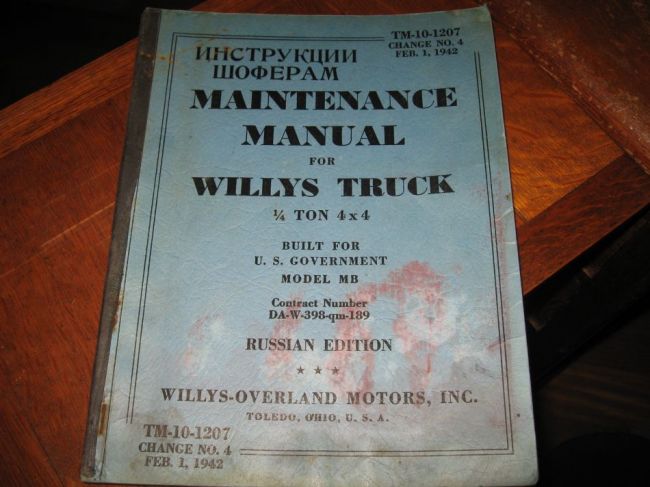 TM-10-1207
CHANGE NO. 4
FEB. 1, 1942
ИНСТРУКЦИИ
ШОФЕРАМ
MAINTENANCE
MANUAL
FOR
WILLYS TRUCK
¼ TON 4x4
BUILT FOR
U. S. GOVERNMENT
MODEL MB
Contract Number
DA-W-398-qm-189
RUSSIAN EDITION
★ ★ ★
WILLYS-OVERLAND MOTORS, INC.
TOLEDO, OHIO, U. S. A.
TM-10-1207
CHANGE NO. 4
FEB. 1, 1942